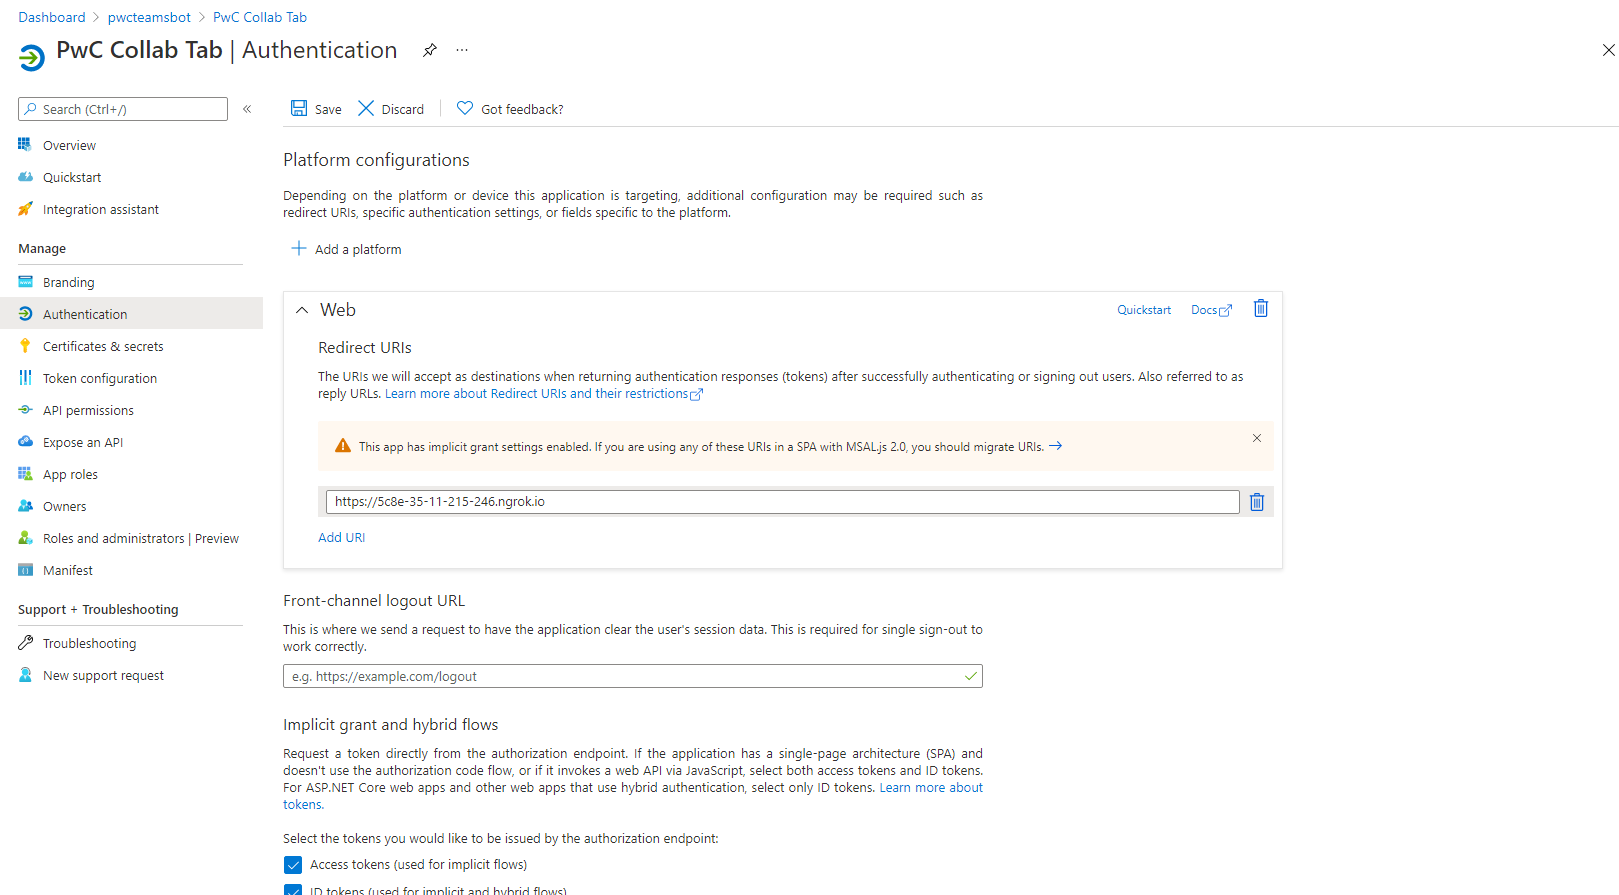 Dashboard > pwcteamsbot > PwC Collab Tab
PwC Collab Tab | Authentication
Search (Ctrl+/)
Overview
Quickstart
Integration assistant
Manage
Branding
Authentication
Certificates & secrets
Token configuration
API permissions
Expose an API
App roles
Owners
Roles and administrators | Preview
Manifest
Support + Troubleshooting
Troubleshooting
New support request
Save Discard Got feedback?
Platform configurations
Depending on the platform or device this application is targeting, additional configuration may be required such as
redirect URIs, specific authentication settings, or fields specific to the platform.
Add a platform
Web Quickstart Docs
Redirect URIs
The URIs we will accept as destinations when returning authentication responses (tokens) after successfully authenticating or signing out users. Also referred to as
reply URLs. Learn more about Redirect URIs and their restrictions
This app has implicit grant settings enabled. If you are using any of these URIs in a SPA with MSAL.js 2.0, you should migrate URIs. →
https://5c8e-35-11-215-246.ngrok.io
Add URI
Front-channel logout URL
This is where we send a request to have the application clear the user's session data. This is required for single sign-out to
work correctly.
e.g. https://example.com/logout
Implicit grant and hybrid flows
Request a token directly from the authorization endpoint. If the application has a single-page architecture (SPA) and
doesn't use the authorization code flow, or if it invokes a web API via JavaScript, select both access tokens and ID tokens.
For ASP.NET Core web apps and other web apps that use hybrid authentication, select only ID tokens. Learn more about
tokens.
Select the tokens you would like to be issued by the authorization endpoint:
Access tokens (used for implicit flows)
ID tokens (used for implicit and hybrid flows)